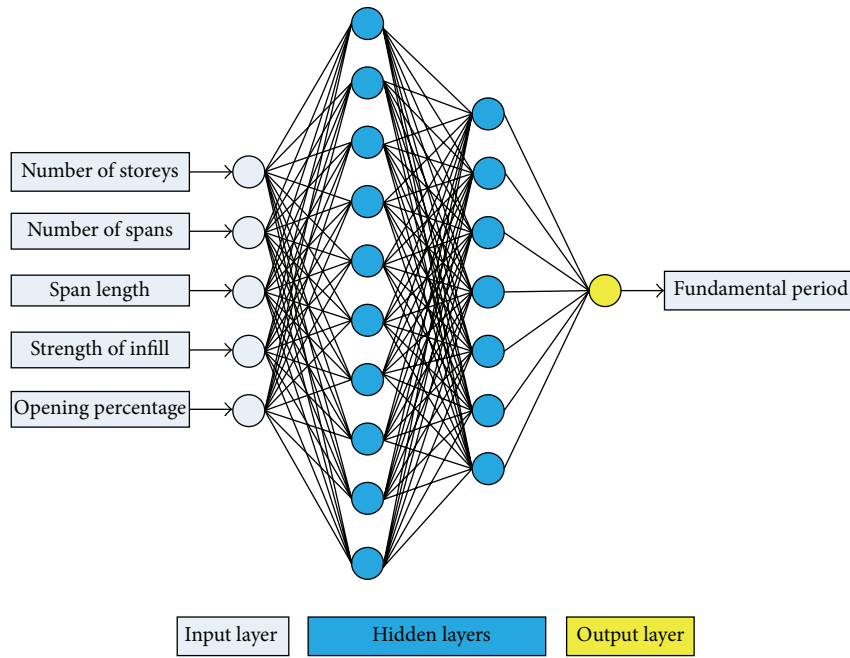 Number of storeys
Number of spans
Span length
Strength of infill
Opening percentage
Fundamental period
Input layer
Hidden layers
Output layer